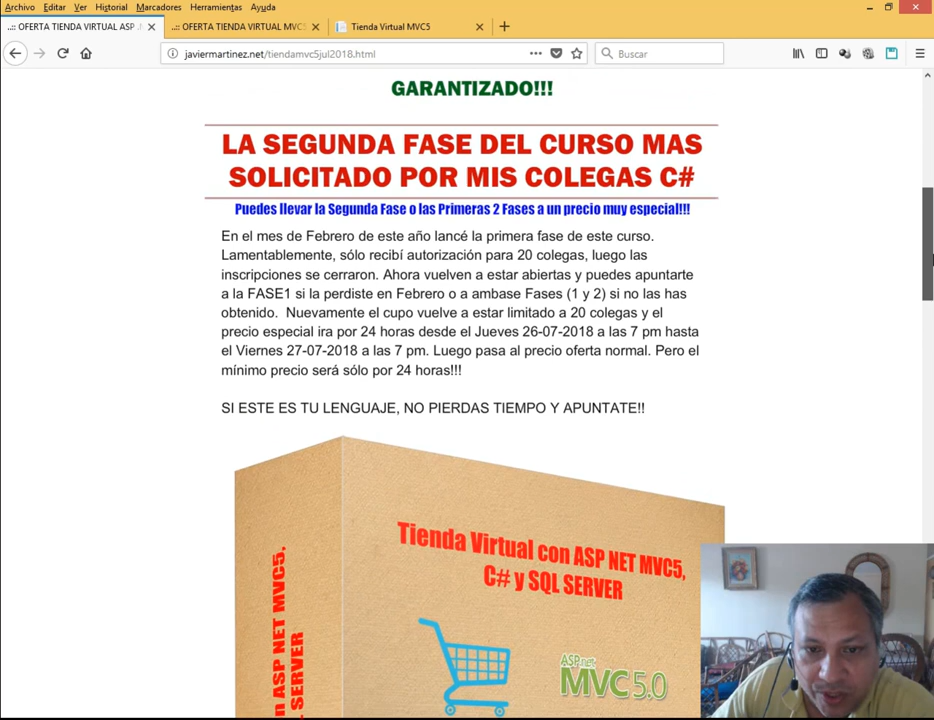 Archivo Editar Ver Historial Marcadores Herramientas Ayuda
..:: OFERTA TIENDA VIRTUAL ASP
..:: OFERTA TIENDA VIRTUAL MVC5
Tienda Virtual MVC5
javiermartinez.net/tiendamvc5jul2018.html
Buscar
GARANTIZADO!!!
LA SEGUNDA FASE DEL CURSO MAS
SOLICITADO POR MIS COLEGAS C#
Puedes llevar la Segunda Fase o las Primeras 2 Fases a un precio muy especial!!!
En el mes de Febrero de este año lancé la primera fase de este curso.
Lamentablemente, sólo recibí autorización para 20 colegas, luego las
inscripciones se cerraron. Ahora vuelven a estar abiertas y puedes apuntarte
a la FASE1 si la perdiste en Febrero o a ambase Fases (1 y 2) si no las has
obtenido. Nuevamente el cupo vuelve a estar limitado a 20 colegas y el
precio especial ira por 24 horas desde el Jueves 26-07-2018 a las 7 pm hasta
el Viernes 27-07-2018 a las 7 pm. Luego pasa al precio oferta normal. Pero el
mínimo precio será sólo por 24 horas!!!
SI ESTE ES TU LENGUAJE, NO PIERDAS TIEMPO Y APUNTATE!!
Tienda Virtual con ASP NET MVC5,
C# y SQL SERVER
n ASP NET MVC5,
SERVER
ASP.net
MVC 5.0